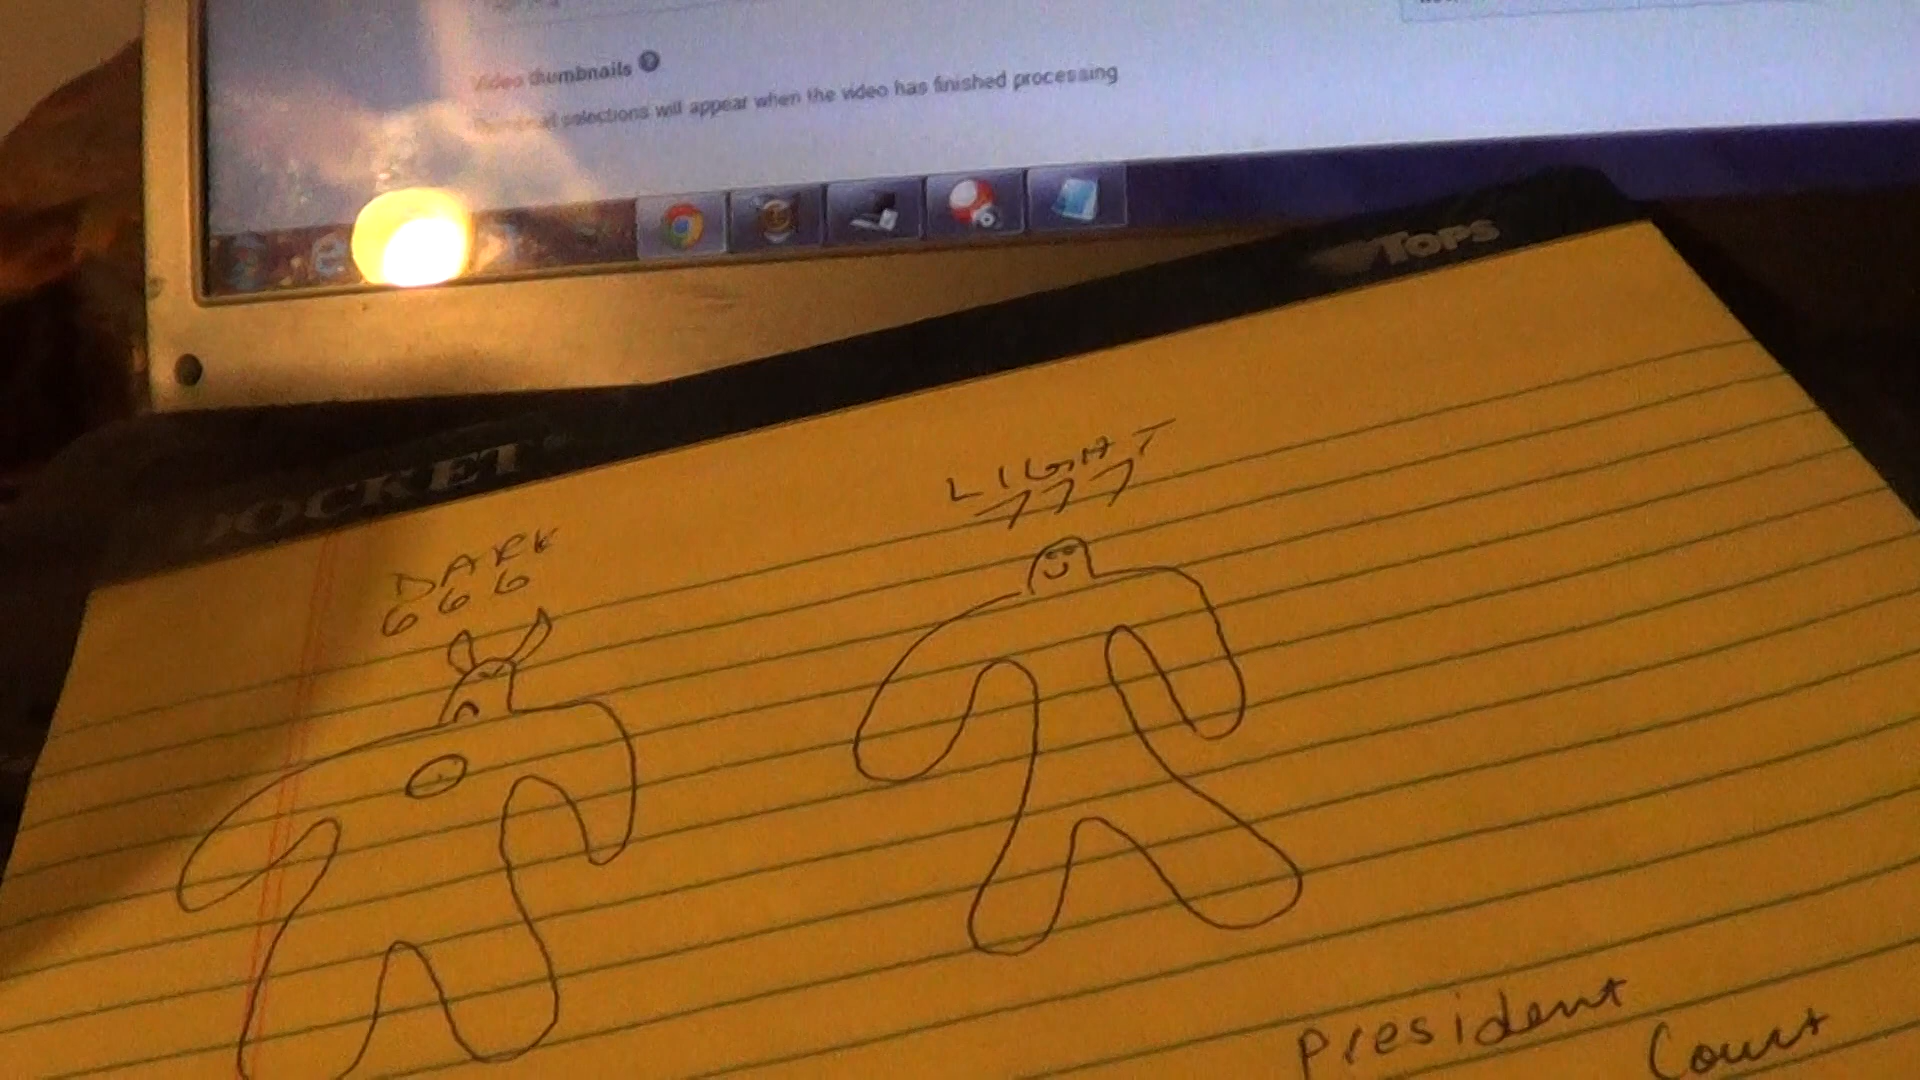 Video thumbnails
selections will appear when the video has finished processing
TOPS
DOCKET
DARK
666
LIGHT
777
President
Court